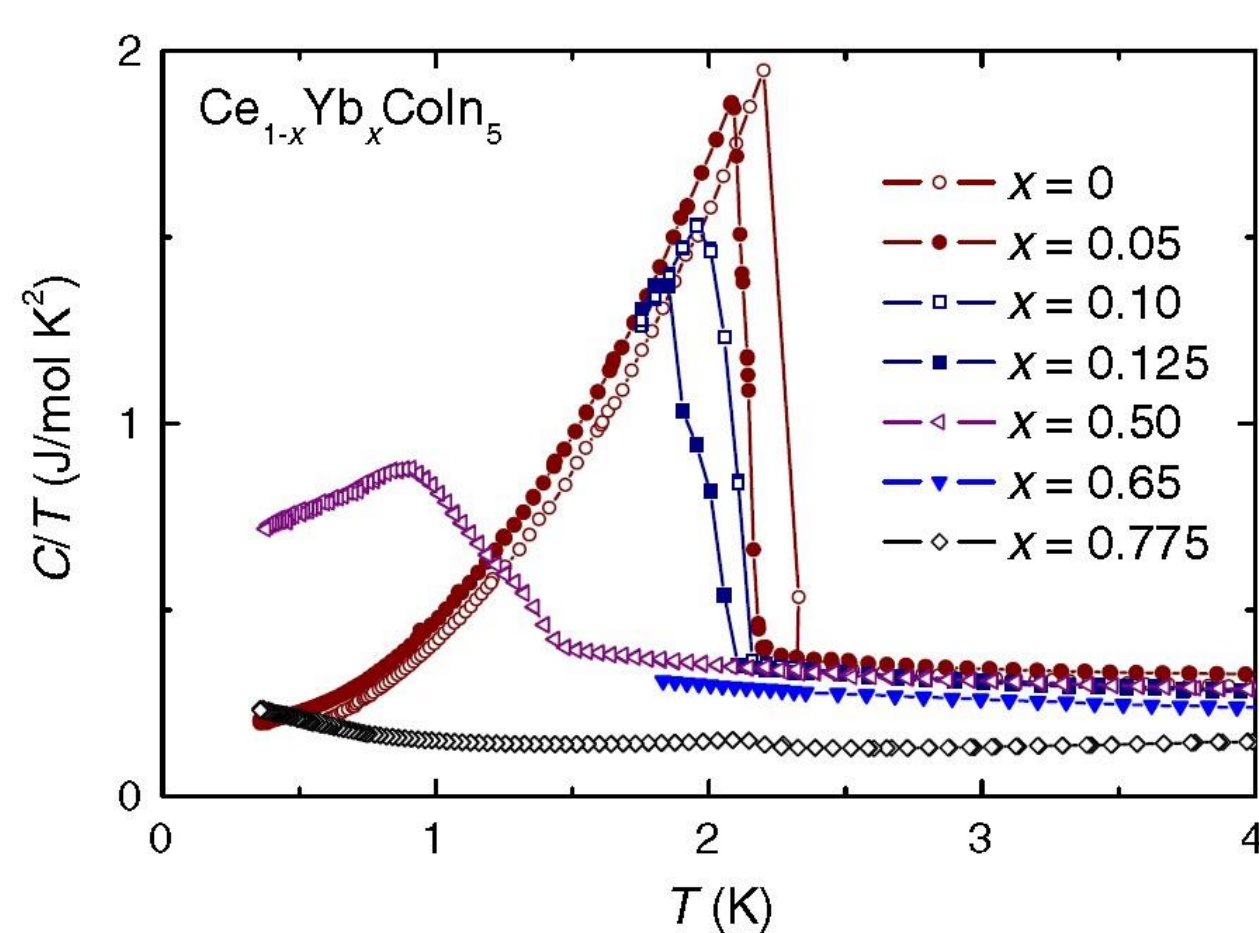 2
Ce1-xYbxCoIn5
x = 0
x = 0.05
x = 0.10
x = 0.125
x = 0.50
x = 0.65
x = 0.775
1
C/T (J/mol K2)
0
0 1 2 3 4
T (K)